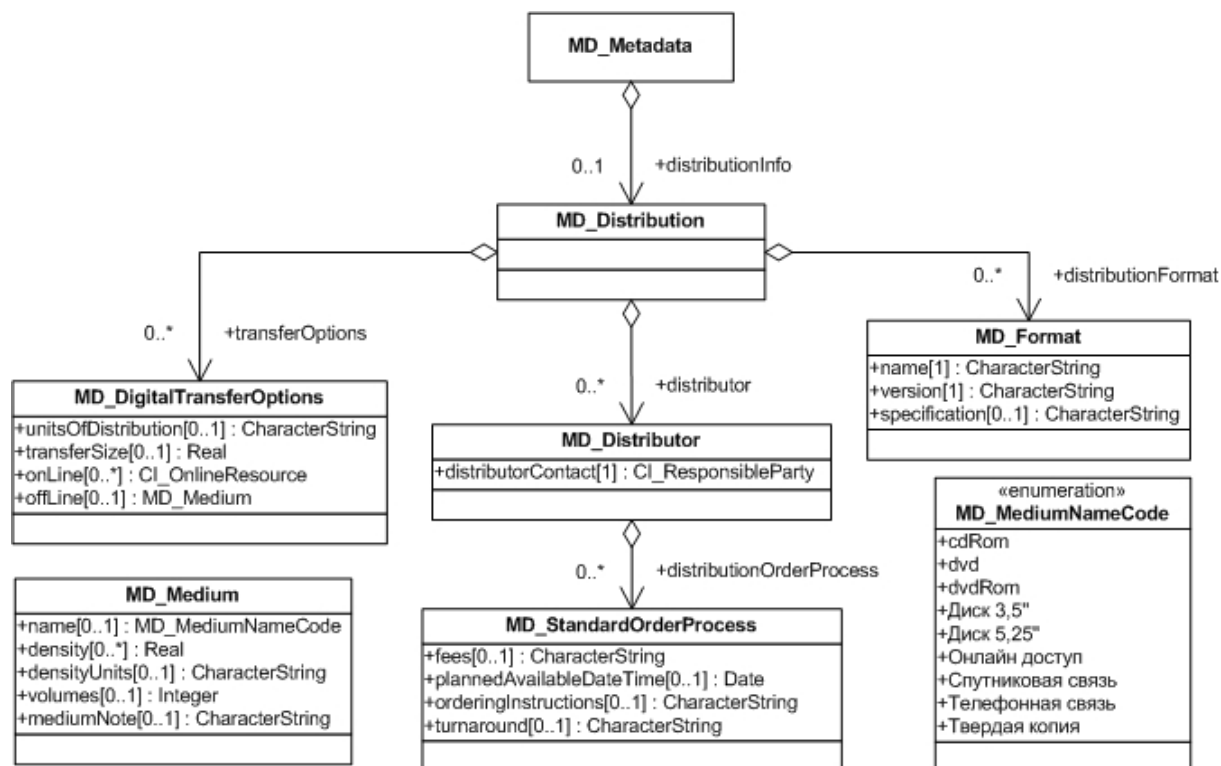 MD_Metadata
0..1 +distributionInfo
MD_Distribution
0..* +transferOptions
0..* +distributor
0..* +distributionFormat
MD_DigitalTransferOptions
+unitsOfDistribution[0..1] : CharacterString
+transferSize[0..1] : Real
+onLine[0..*] : CI_OnlineResource
+offLine[0..1] : MD_Medium
MD_Distributor
+distributorContact[1] : CI_ResponsibleParty
MD_Format
+name[1] : CharacterString
+version[1] : CharacterString
+specification[0..1] : CharacterString
MD_Medium
+name[0..1] : MD_MediumNameCode
+density[0..*] : Real
+densityUnits[0..1] : CharacterString
+volumes[0..1] : Integer
+mediumNote[0..1] : CharacterString
0..* +distributionOrderProcess
MD_StandardOrderProcess
+fees[0..1] : CharacterString
+plannedAvailableDateTime[0..1] : Date
+orderingInstructions[0..1] : CharacterString
+turnaround[0..1] : CharacterString
«enumeration»
MD_MediumNameCode
+cdRom
+dvd
+dvdRom
+Диск 3,5"
+Диск 5,25"
+Онлайн доступ
+Спутниковая связь
+Телефонная связь
+Твердая копия